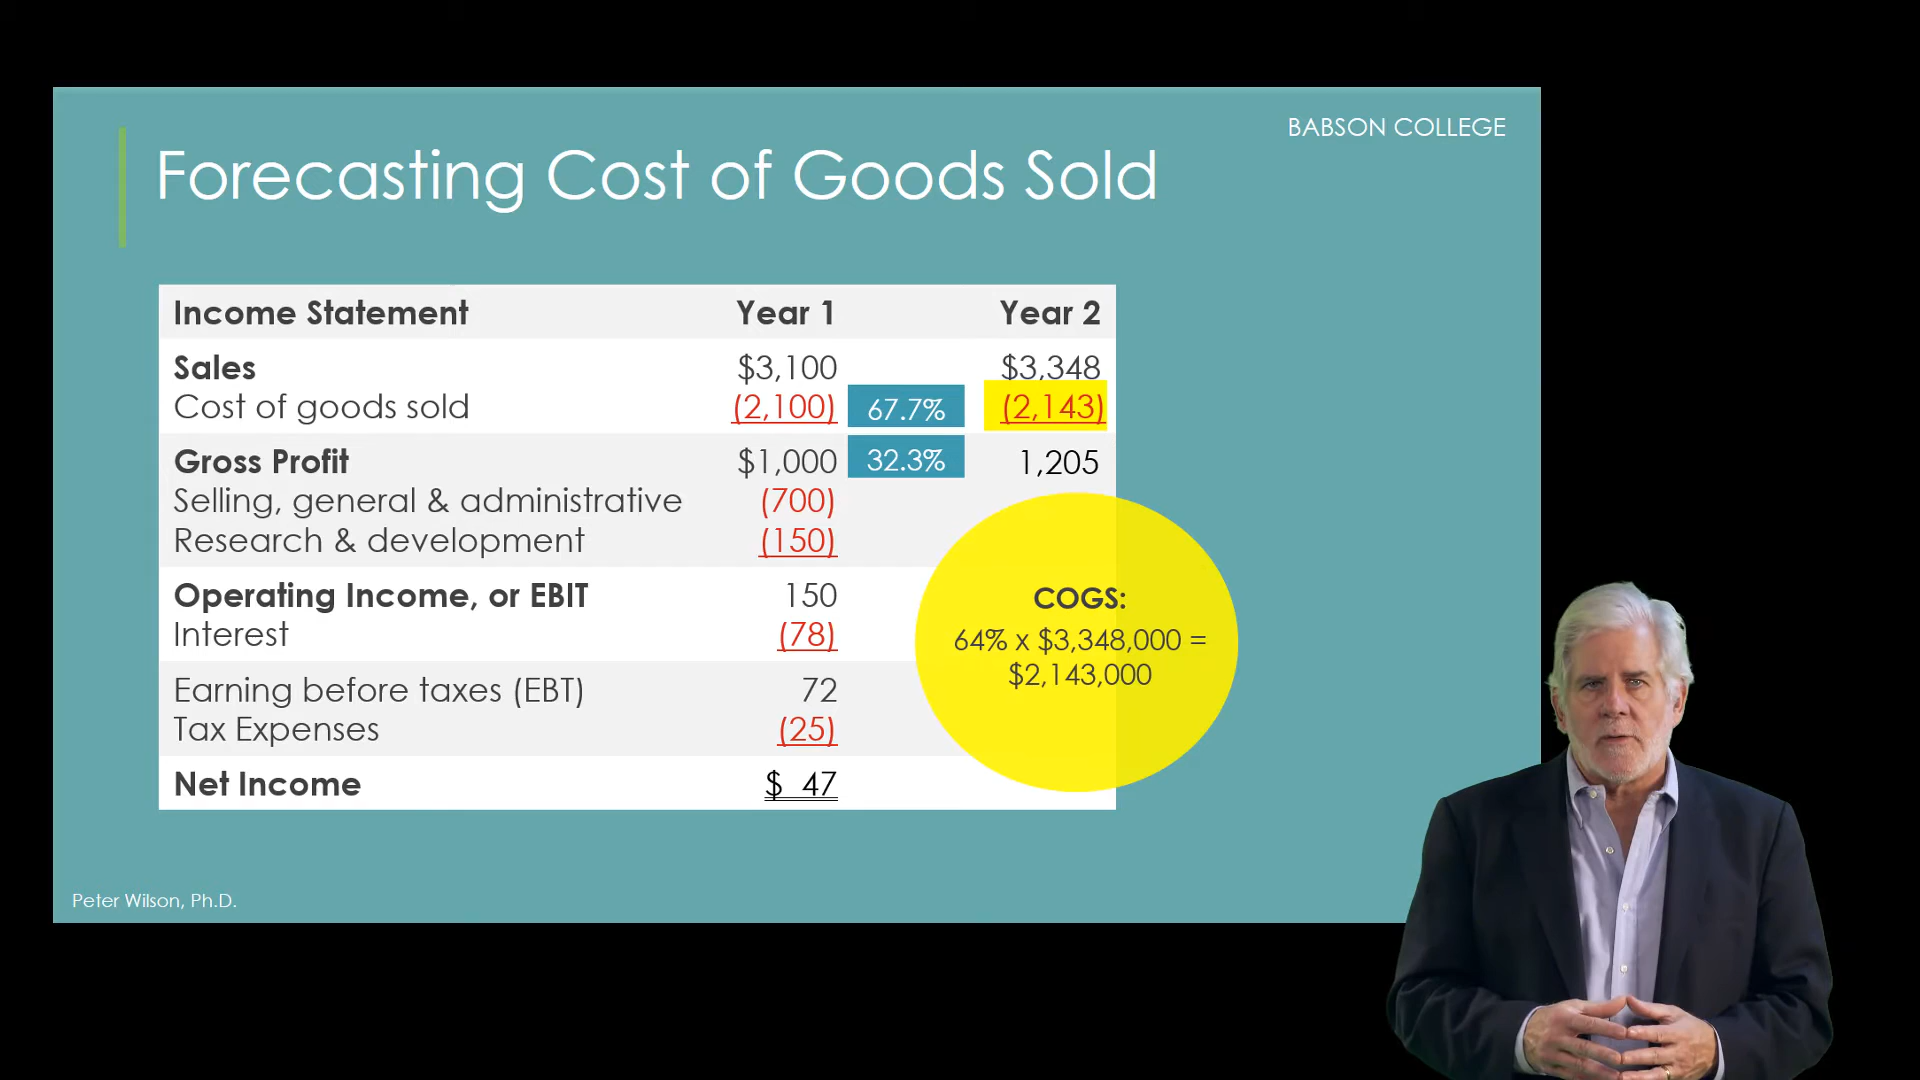 BABSON COLLEGE
Forecasting Cost of Goods Sold
Income Statement Year 1 Year 2
Sales $3,100 $3,348
Cost of goods sold (2,100) 67.7% (2,143)
Gross Profit $1,000 32.3% 1,205
Selling, general & administrative (700)
Research & development (150)
Operating Income, or EBIT 150
Interest (78)
Earning before taxes (EBT) 72
Tax Expenses (25)
Net Income $ 47
COGS:
64% x $3,348,000 =
$2,143,000
Peter Wilson, Ph.D.